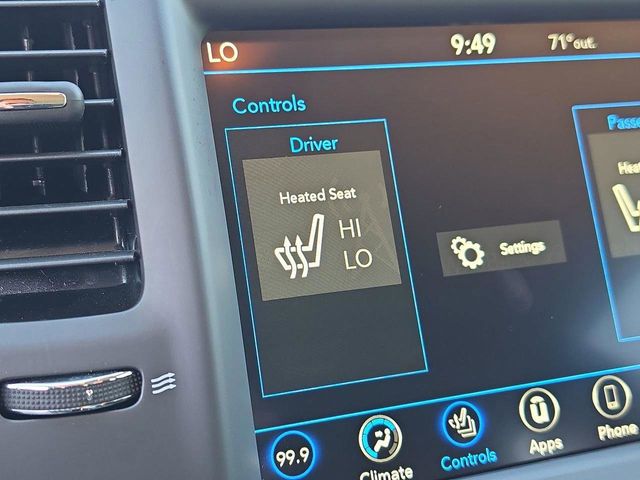 LO 9:49 71° out
Controls
Driver
Heated Seat
HI
LO
Settings
99.9
Climate
Controls
Apps
Phone